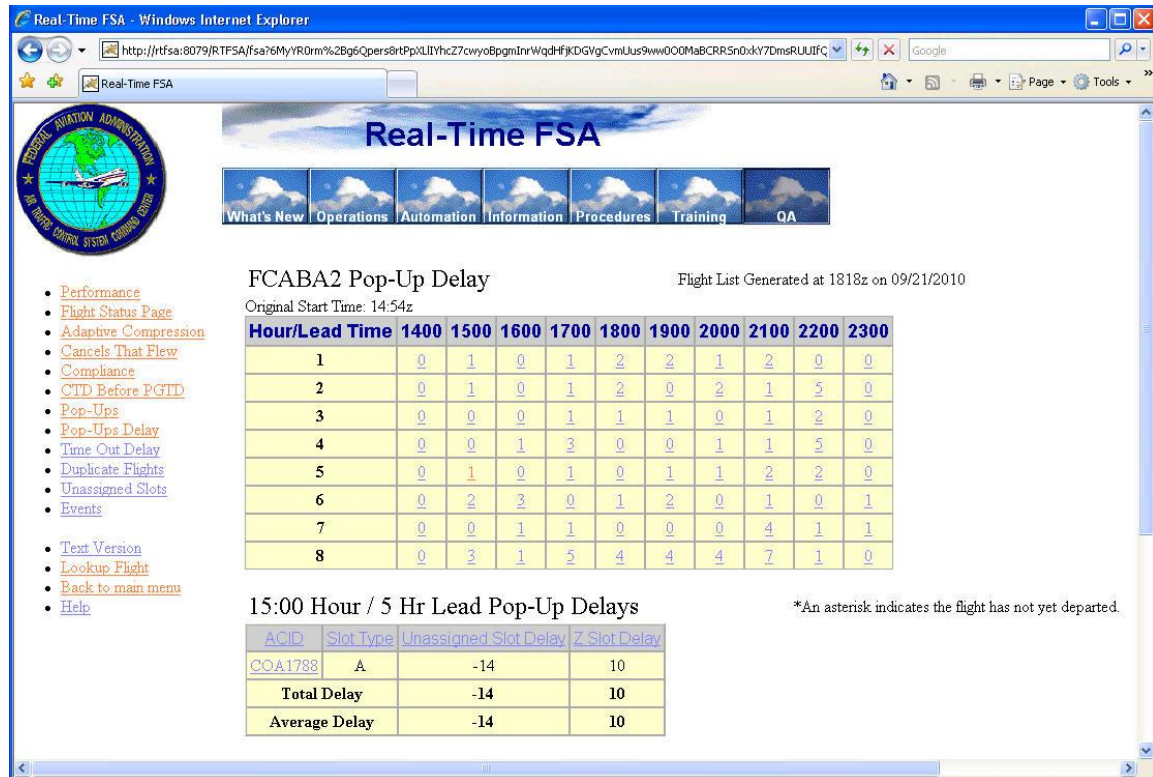 Real-Time FSA - Windows Internet Explorer
Google
Real-Time FSA
Page
Tools
FEDERAL AVIATION ADMINISTRATION
AIR TRAFFIC CONTROL SYSTEM COMMAND CENTER
Real-Time FSA
What's New Operations Automation Information Procedures Training QA
Performance
Flight Status Page
Adaptive Compression
Cancels That Flew
Compliance
CTD Before PGTD
Pop-Ups
Pop-Ups Delay
Time Out Delay
Duplicate Flights
Unassigned Slots
Events
Text Version
Lookup Flight
Back to main menu
Help
FCABA2 Pop-Up Delay
Flight List Generated at 1818z on 09/21/2010
Original Start Time: 14:54z
Hour/Lead Time 1400 1500 1600 1700 1800 1900 2000 2100 2200 2300
1 0 1 0 1 2 2 1 2 0 0
2 0 1 0 1 2 0 2 1 5 0
3 0 0 0 1 1 1 0 1 2 0
4 0 0 1 3 0 0 1 1 5 0
5 0 1 0 1 0 1 1 2 2 0
6 0 2 3 0 1 2 0 1 0 1
7 0 0 1 1 0 0 0 4 1 1
8 0 3 1 5 4 4 4 7 1 0
15:00 Hour / 5 Hr Lead Pop-Up Delays
*An asterisk indicates the flight has not yet departed.
ACID Slot Type Unassigned Slot Delay Z Slot Delay
COA1788 A -14 10
Total Delay -14 10
Average Delay -14 10